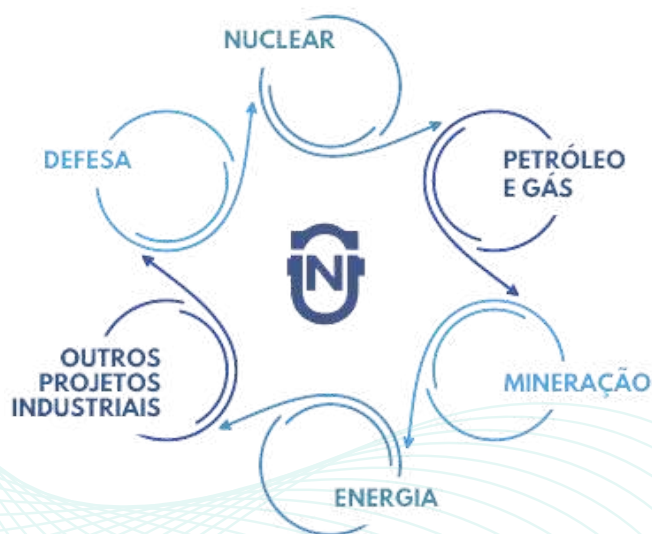 NUCLEAR
PETRÓLEO
E GÁS
MINERAÇÃO
ENERGIA
OUTROS
PROJETOS
INDUSTRIAIS
DEFESA
N